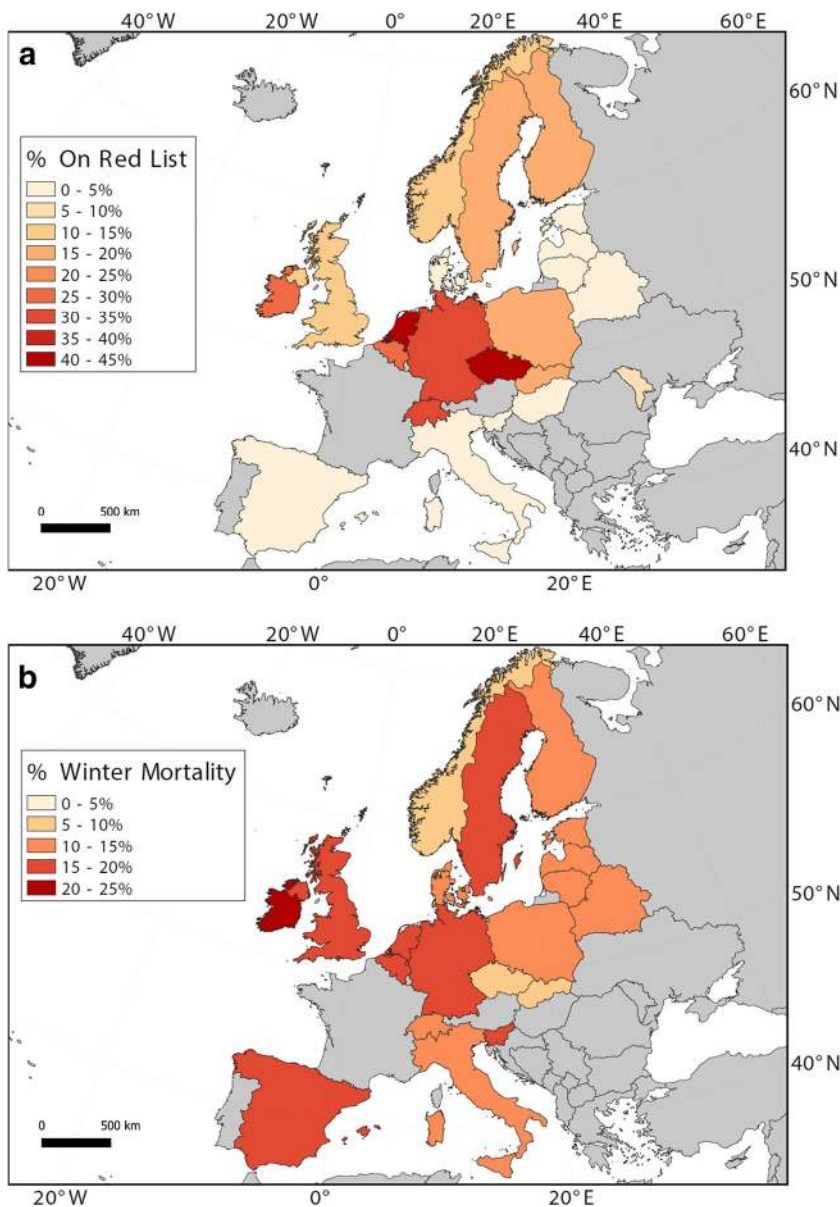 40°W 20°W 0° 20°E 40°E 60°E
a
60°N
% On Red List
0 - 5%
5 - 10%
10 - 15%
15 - 20%
20 - 25%
25 - 30%
30 - 35%
35 - 40%
40 - 45%
50°N
40°N
0 500 km
20°W 0° 20°E
40°W 20°W 0° 20°E 40°E 60°E
b
60°N
% Winter Mortality
0 - 5%
5 - 10%
10 - 15%
15 - 20%
20 - 25%
50°N
40°N
0 500 km
20°W 0° 20°E